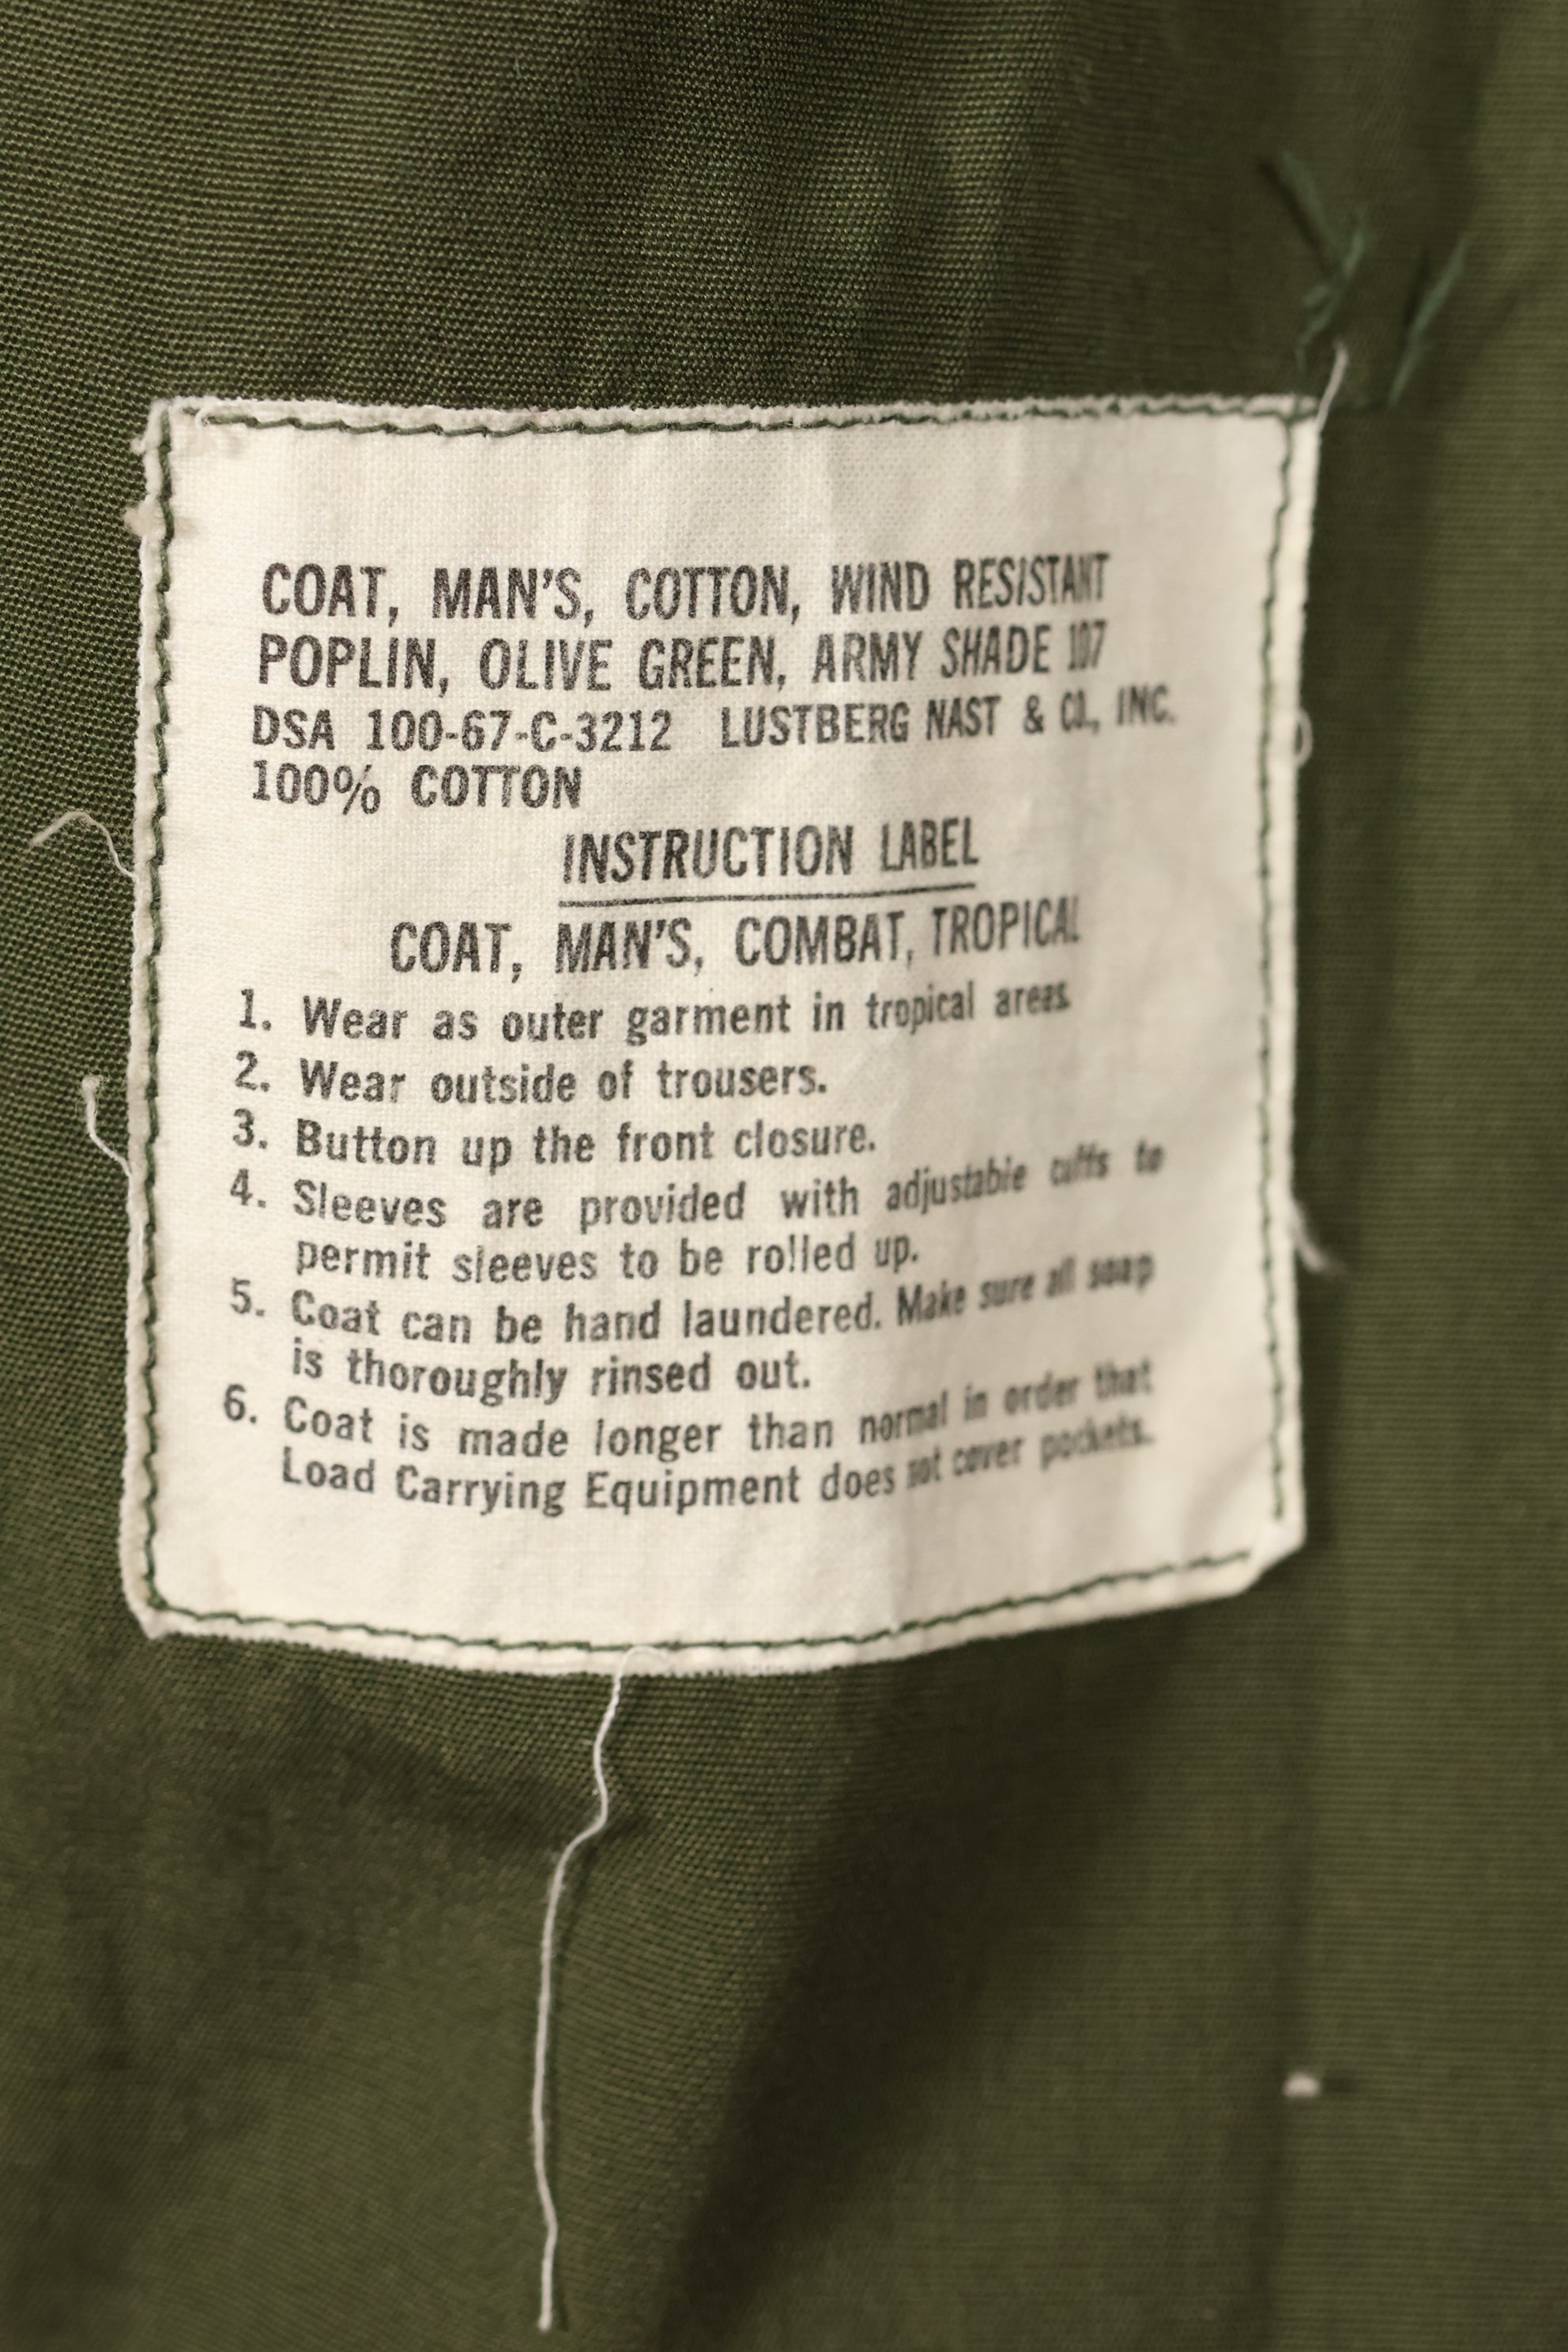 COAT, MAN'S, COTTON, WIND RESISTANT
POPLIN, OLIVE GREEN, ARMY SHADE 107
DSA 100-67-C-3212 LUSTBERG NAST & CO., INC.
100% COTTON
INSTRUCTION LABEL
COAT, MAN'S, COMBAT, TROPICAL
1. Wear as outer garment in tropical areas.
2. Wear outside of trousers.
3. Button up the front closure.
4. Sleeves are provided with adjustable cuffs to
permit sleeves to be rolled up.
5. Coat can be hand laundered. Make sure all soap
is thoroughly rinsed out.
6. Coat is made longer than normal in order that
Load Carrying Equipment does not cover pockets.